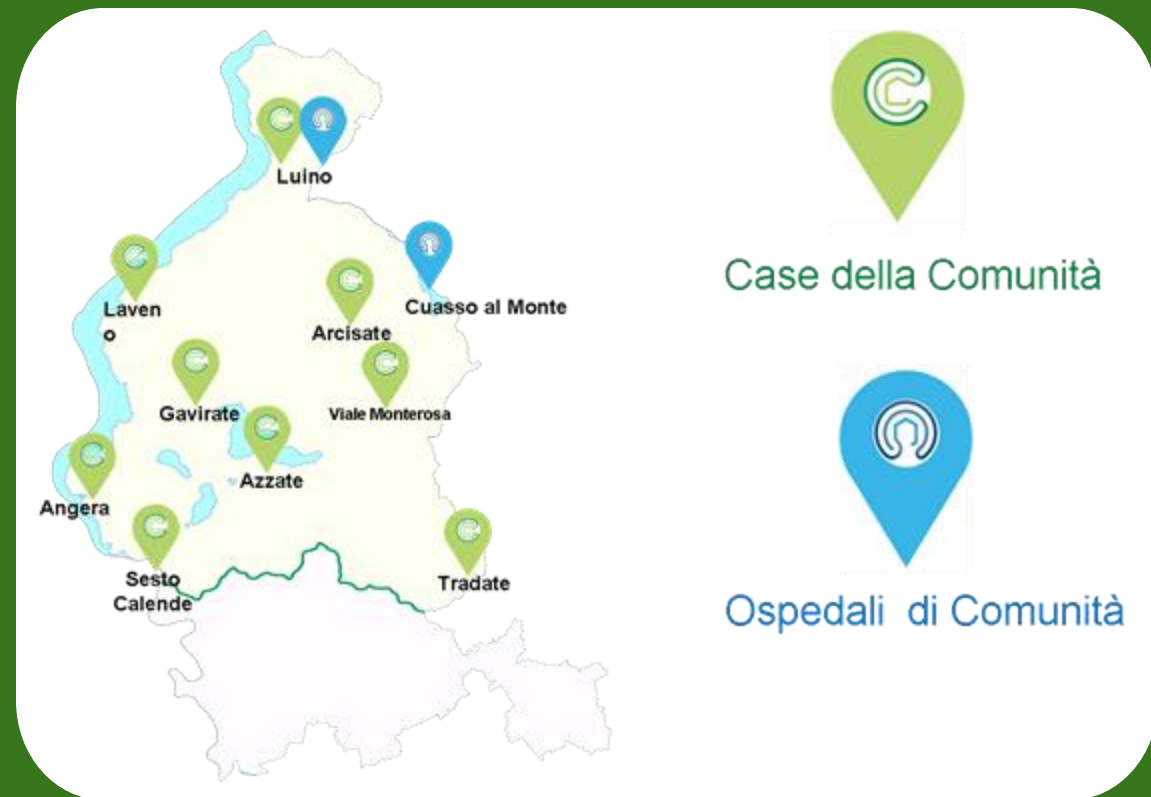 Luino
Laven
o
Cuasso al Monte
Arcisate
Gavirate
Viale Monterosa
Azzate
Angera
Sesto
Calende
Tradate
Case della Comunità
Ospedali di Comunità